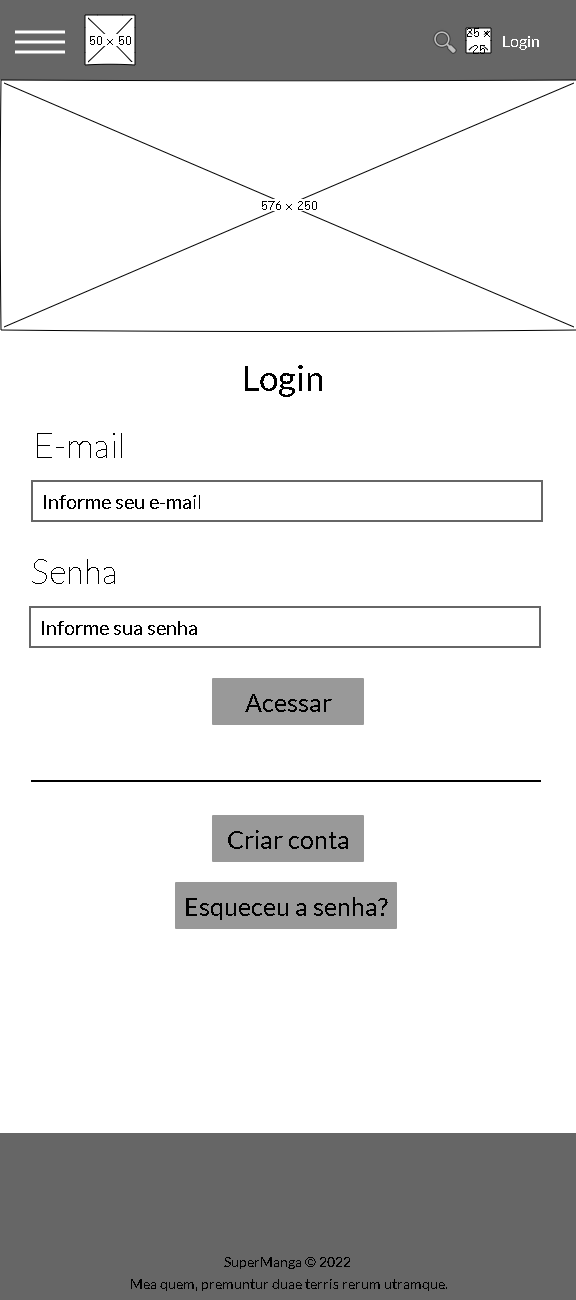 50 x 50
25 x
25
Login
576 x 250
Login
E-mail
Informe seu e-mail
Senha
Informe sua senha
Acessar
Criar conta
Esqueceu a senha?
SuperManga © 2022
Mea quem, premuntur duae terris rerum utramque.